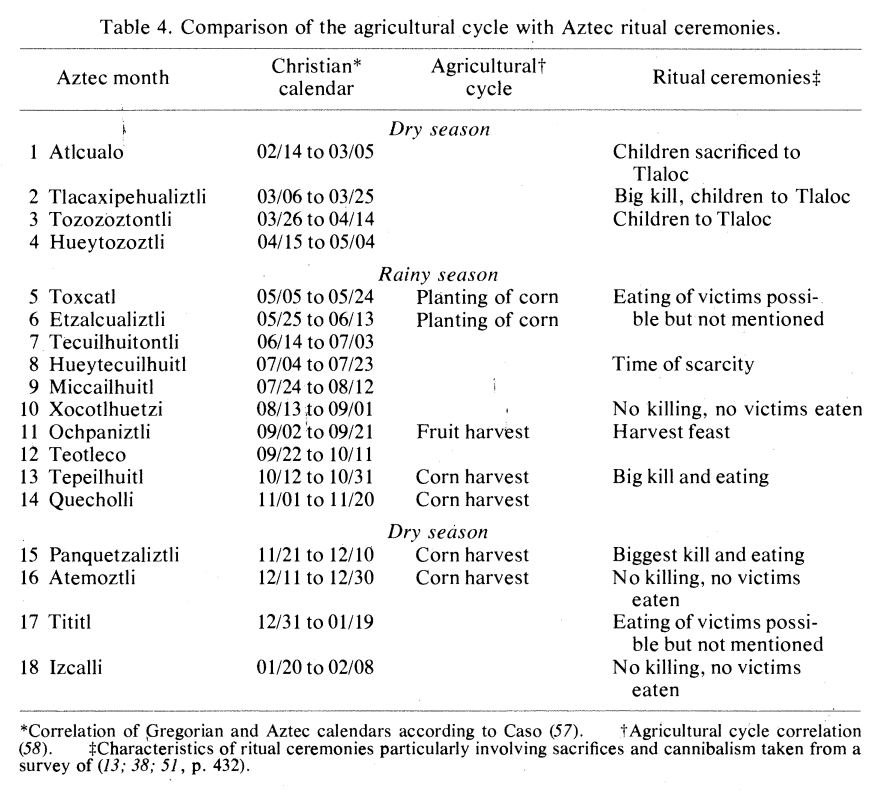 Table 4. Comparison of the agricultural cycle with Aztec ritual ceremonies.
Aztec month Christian* calendar Agricultural† cycle Ritual ceremonies‡
Dry season
1 Atlcualo 02/14 to 03/05 Children sacrificed to
Tlaloc
2 Tlacaxipehualiztli 03/06 to 03/25 Big kill, children to Tlaloc
3 Tozozoztontli 03/26 to 04/14 Children to Tlaloc
4 Hueytozoztli 04/15 to 05/04
Rainy season
5 Toxcatl 05/05 to 05/24 Planting of corn Eating of victims possi-
6 Etzalcualiztli 05/25 to 06/13 Planting of corn ble but not mentioned
7 Tecuilhuitontli 06/14 to 07/03
8 Hueytecuilhuitl 07/04 to 07/23 Time of scarcity
9 Miccailhuitl 07/24 to 08/12
10 Xocotlhuetzi 08/13 to 09/01 No killing, no victims eaten
11 Ochpaniztli 09/02 to 09/21 Fruit harvest Harvest feast
12 Teotleco 09/22 to 10/11
13 Tepeilhuitl 10/12 to 10/31 Corn harvest Big kill and eating
14 Quecholli 11/01 to 11/20 Corn harvest
Dry season
15 Panquetzaliztli 11/21 to 12/10 Corn harvest Biggest kill and eating
16 Atemoztli 12/11 to 12/30 Corn harvest No killing, no victims
eaten
17 Tititl 12/31 to 01/19 Eating of victims possi-
ble but not mentioned
18 Izcalli 01/20 to 02/08 No killing, no victims
eaten
*Correlation of Gregorian and Aztec calendars according to Caso (57). †Agricultural cycle correlation
(58). ‡Characteristics of ritual ceremonies particularly involving sacrifices and cannibalism taken from a
survey of (13; 38; 51, p. 432).